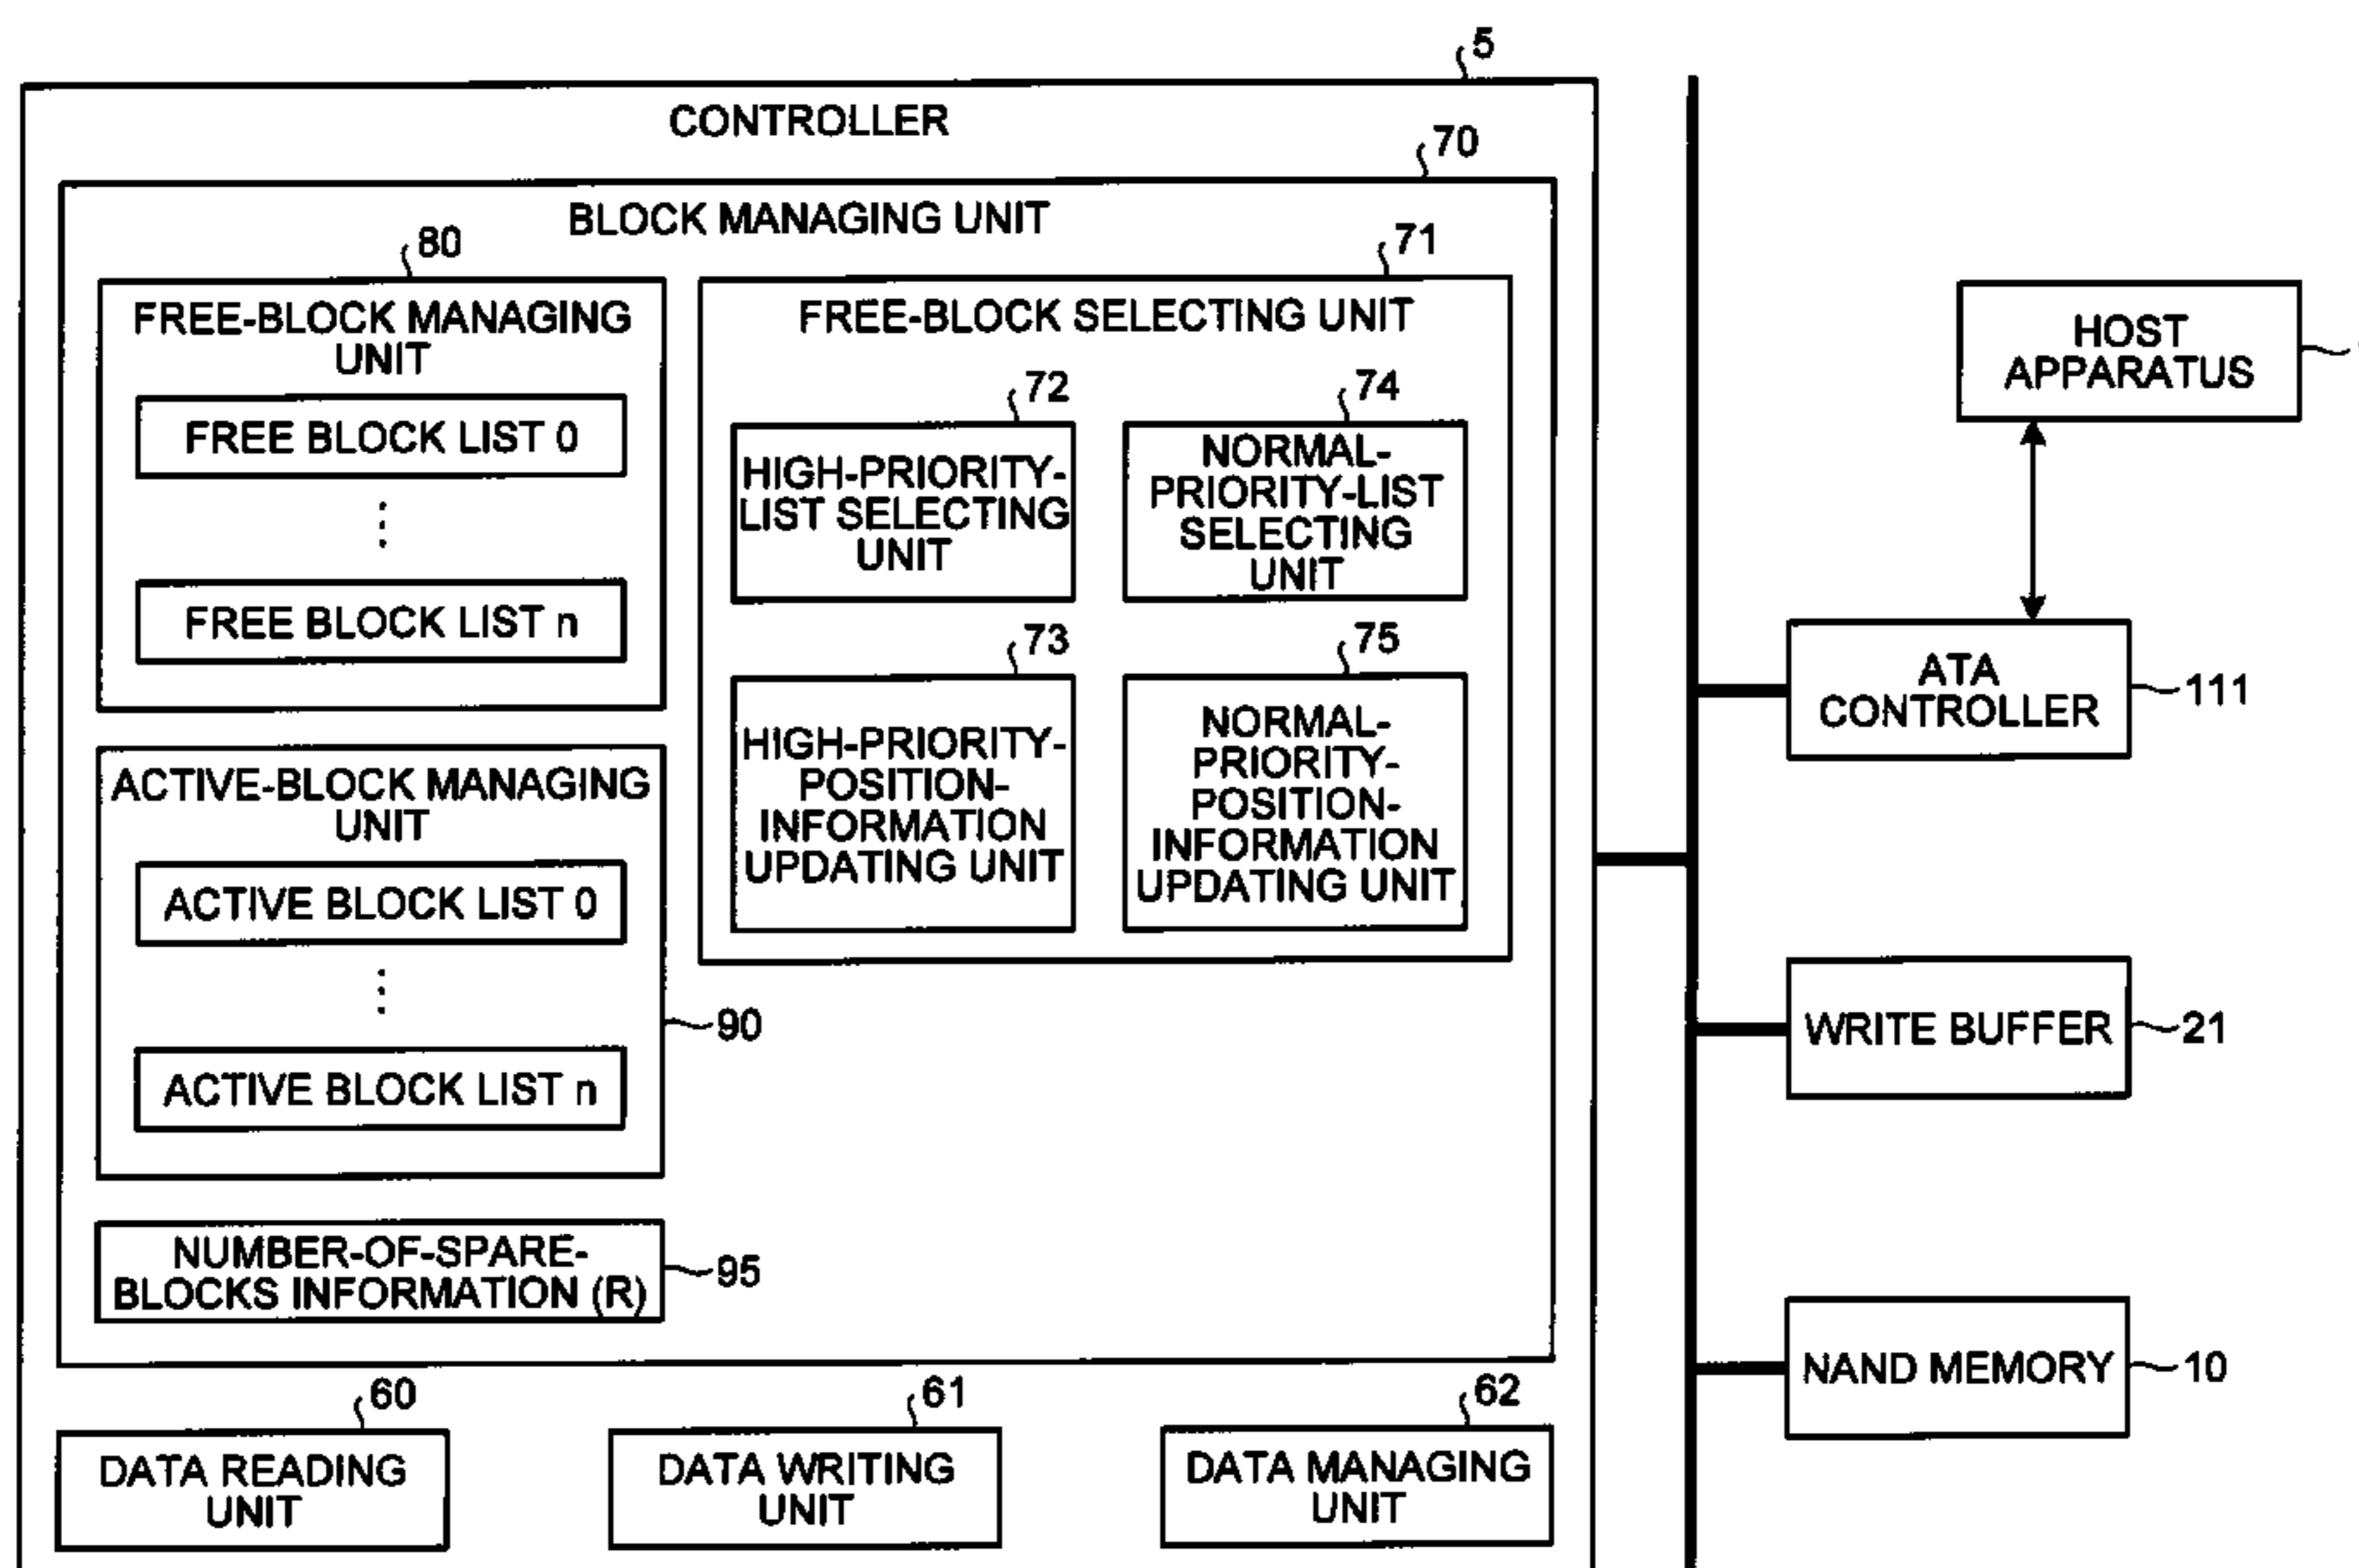 5
CONTROLLER
70
BLOCK MANAGING UNIT
80
FREE-BLOCK MANAGING
UNIT
FREE BLOCK LIST 0
FREE BLOCK LIST n
71
FREE-BLOCK SELECTING UNIT
72
HIGH-PRIORITY-
LIST SELECTING
UNIT
74
NORMAL-
PRIORITY-LIST
SELECTING
UNIT
73
HIGH-PRIORITY-
POSITION-
INFORMATION
UPDATING UNIT
75
NORMAL-
PRIORITY-
POSITION-
INFORMATION
UPDATING UNIT
ACTIVE-BLOCK MANAGING
UNIT
ACTIVE BLOCK LIST 0
ACTIVE BLOCK LIST n
90
NUMBER-OF-SPARE-
BLOCKS INFORMATION (R)
95
60
DATA READING
UNIT
61
DATA WRITING
UNIT
62
DATA MANAGING
UNIT
HOST
APPARATUS
ATA
CONTROLLER
111
WRITE BUFFER
21
NAND MEMORY
10